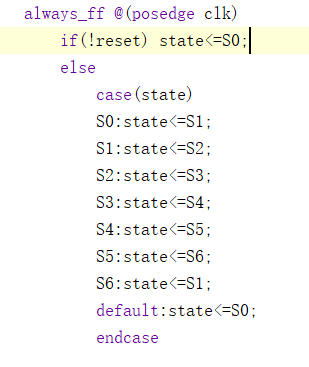 always_ff @(posedge clk)
if(!reset) state<=S0;
else
case(state)
S0:state<=S1;
S1:state<=S2;
S2:state<=S3;
S3:state<=S4;
S4:state<=S5;
S5:state<=S6;
S6:state<=S1;
default:state<=S0;
endcase